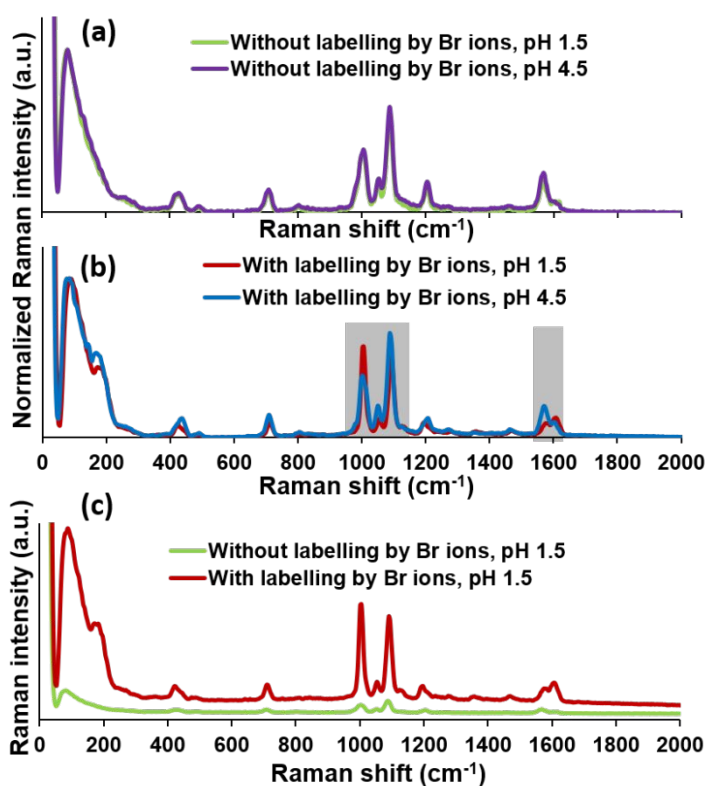 (a)
Without labelling by Br ions, pH 1.5
Without labelling by Br ions, pH 4.5
Raman shift (cm⁻¹)
Normalized Raman intensity (a.u.)
(b)
With labelling by Br ions, pH 1.5
With labelling by Br ions, pH 4.5
0 200 400 600 800 1000 1200 1400 1600 1800 2000
Raman shift (cm⁻¹)
(c)
Raman intensity (a.u.)
Without labelling by Br ions, pH 1.5
With labelling by Br ions, pH 1.5
0 200 400 600 800 1000 1200 1400 1600 1800 2000
Raman shift (cm⁻¹)